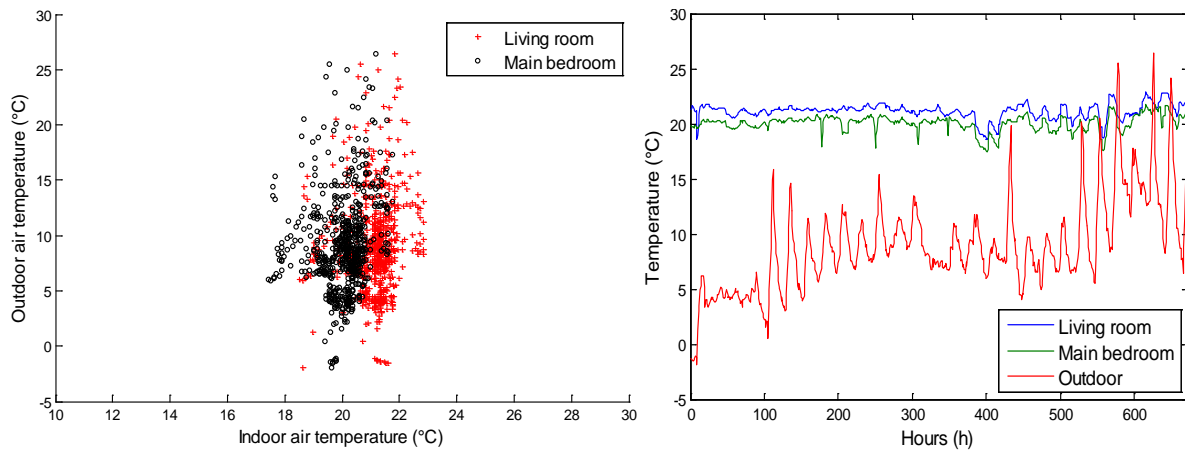 30
25
20
15
10
5
0
-5
Outdoor air temperature (°C)
Living room
Main bedroom
10 12 14 16 18 20 22 24 26 28 30
Indoor air temperature (°C)
30
25
20
15
10
5
0
-5
Temperature (°C)
Living room
Main bedroom
Outdoor
0 100 200 300 400 500 600
Hours (h)